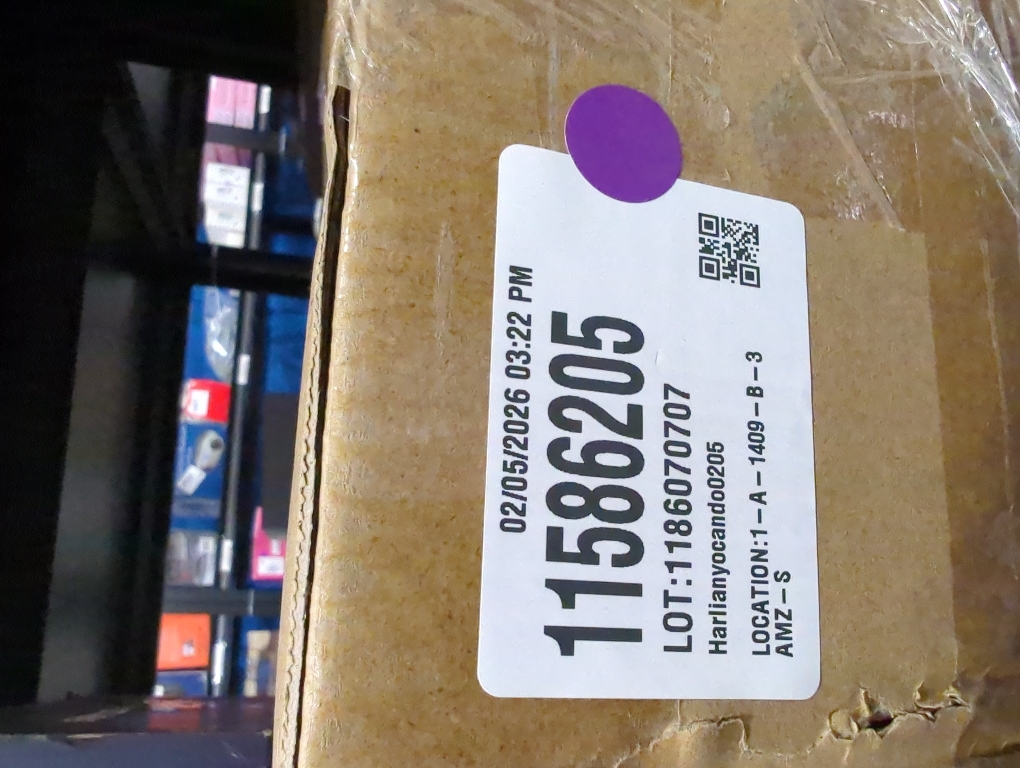 02/05/2026 03:22 PM
11586205
LOT:1186070707
Harlianyocando0205
LOCATION:1-A-1409-B-3
AMZ-S